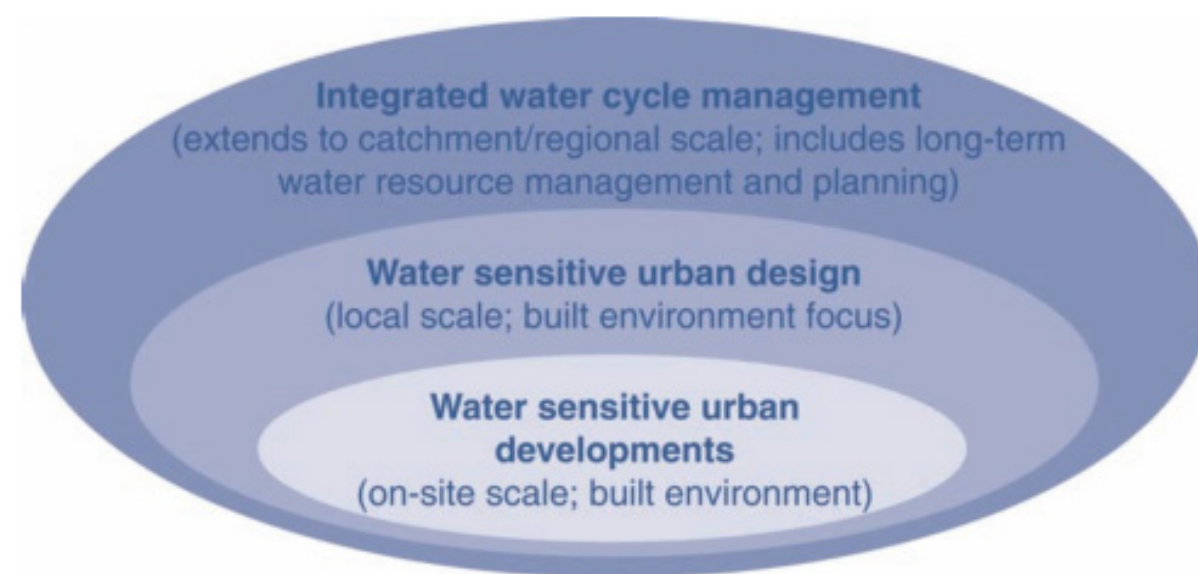 Integrated water cycle management
(extends to catchment/regional scale; includes long-term
water resource management and planning)
Water sensitive urban design
(local scale; built environment focus)
Water sensitive urban
developments
(on-site scale; built environment)